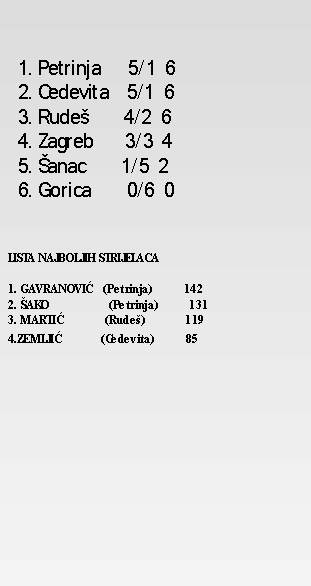 1. Petrinja 5/1 6
2. Cedevita 5/1 6
3. Rudeš 4/2 6
4. Zagreb 3/3 4
5. Šanac 1/5 2
6. Gorica 0/6 0
LISTA NAJBOLJIH STRIJELACA
1. GAVRANOVIĆ (Petrinja) 142
2. ŠAKO (Petrinja) 131
3. MARTIĆ (Rudeš) 119
4.ZEMLJIĆ (Cedevita) 85